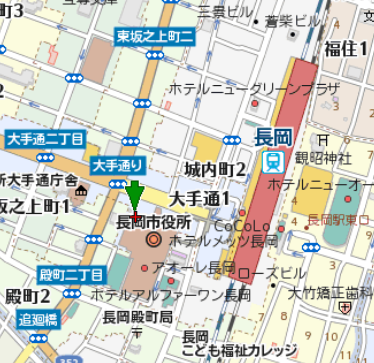 三景ビル
蒼柴ビル
町3
東坂之上町二
福住1
ホテルニューグリーンプラザ
2
大手通二丁目
長岡
観昭神社
大手通り
城内町2
新大手通庁舎
ホテルニューオー
大手通1
坂之上町1
長岡市役所
CoCoLo
長岡駅東口
ホテルメッツ長岡
アオーレ長岡
殿町二丁目
ローズビル
殿町2
ホテルアルファーワン長岡
大竹矯正歯科
追廻橋
長岡殿町局
長岡
こども福祉カレッジ
352